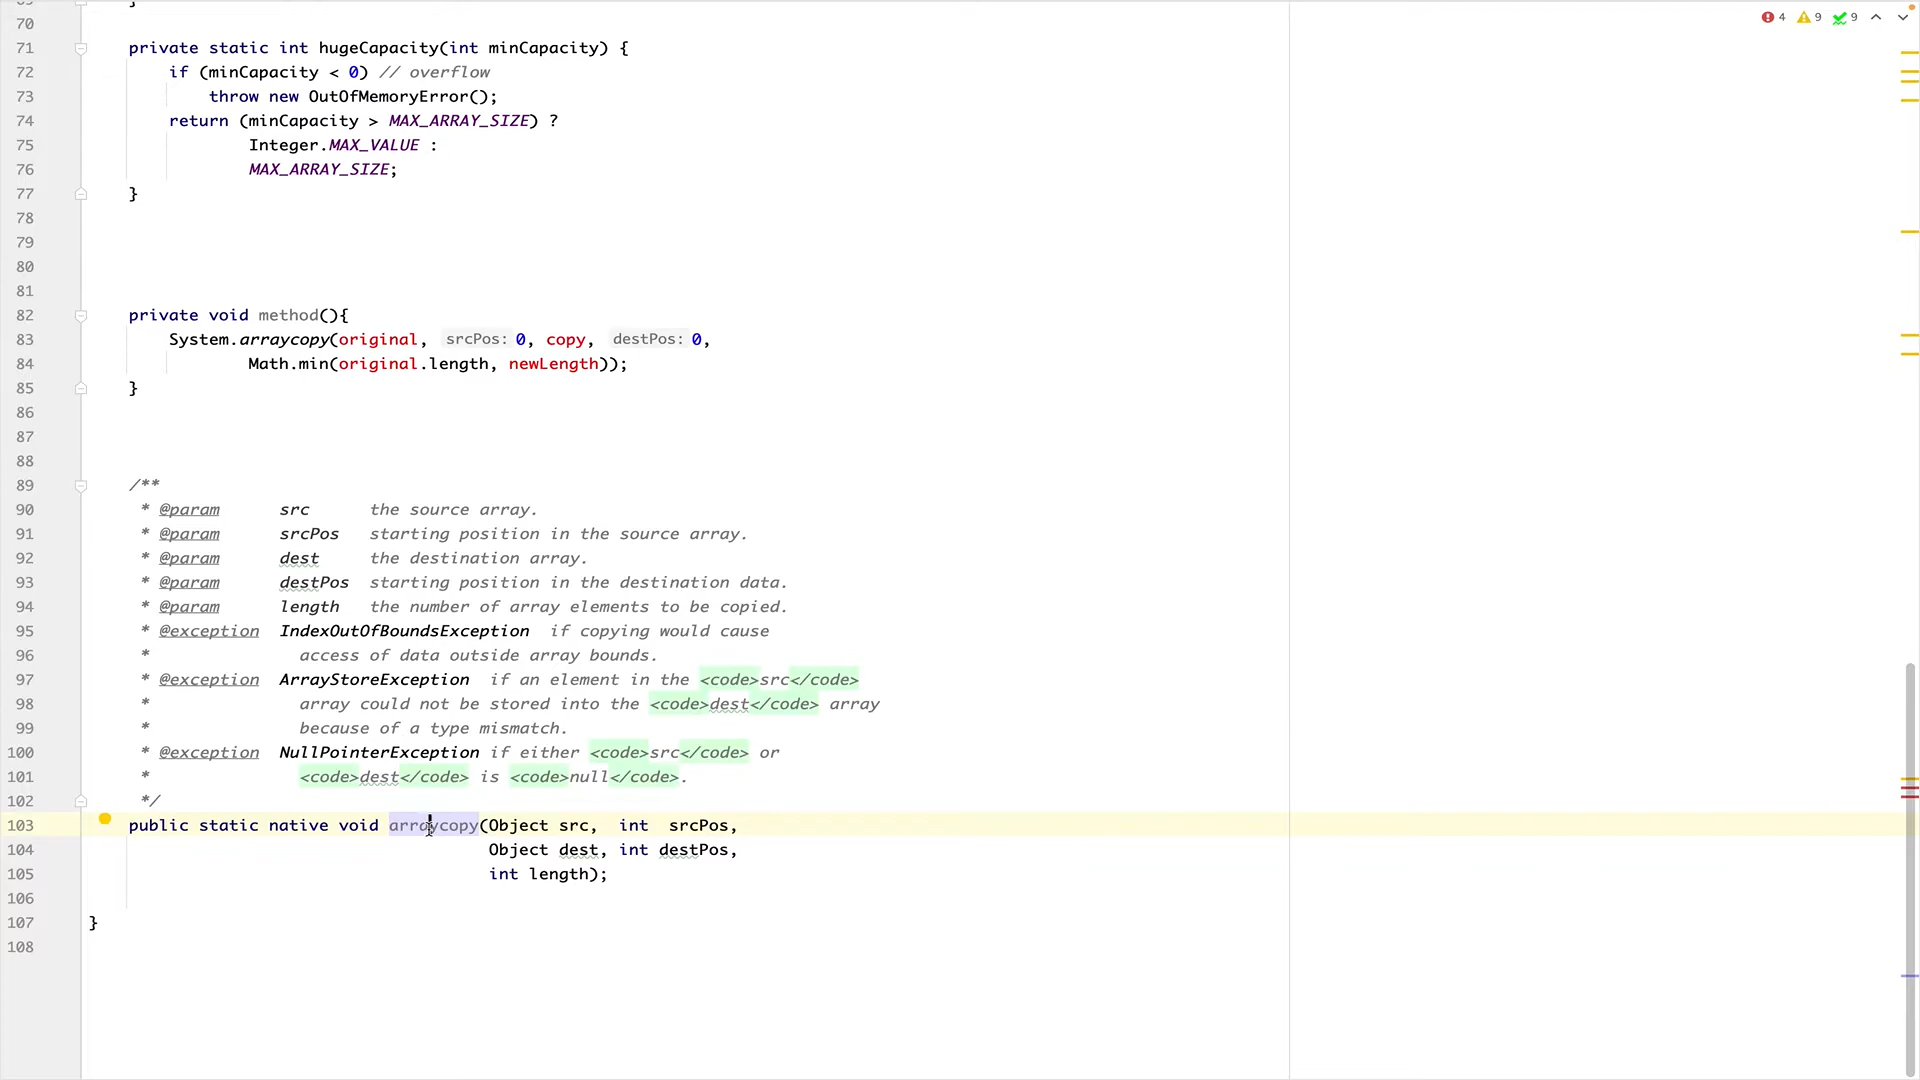 4 9 9
70
71 private static int hugeCapacity(int minCapacity) {
72 if (minCapacity < 0) // overflow
73 throw new OutOfMemoryError();
74 return (minCapacity > MAX_ARRAY_SIZE) ?
75 Integer.MAX_VALUE :
76 MAX_ARRAY_SIZE;
77 }
78
79
80
81
82 private void method(){
83 System.arraycopy(original, srcPos: 0, copy, destPos: 0,
84 Math.min(original.length, newLength));
85 }
86
87
88
89 /**
90 * @param src the source array.
91 * @param srcPos starting position in the source array.
92 * @param dest the destination array.
93 * @param destPos starting position in the destination data.
94 * @param length the number of array elements to be copied.
95 * @exception IndexOutOfBoundsException if copying would cause
96 * access of data outside array bounds.
97 * @exception ArrayStoreException if an element in the <code>src</code>
98 * array could not be stored into the <code>dest</code> array
99 * because of a type mismatch.
100 * @exception NullPointerException if either <code>src</code> or
101 * <code>dest</code> is <code>null</code>.
102 */
103 public static native void arraycopy(Object src, int srcPos,
104 Object dest, int destPos,
105 int length);
106
107 }
108